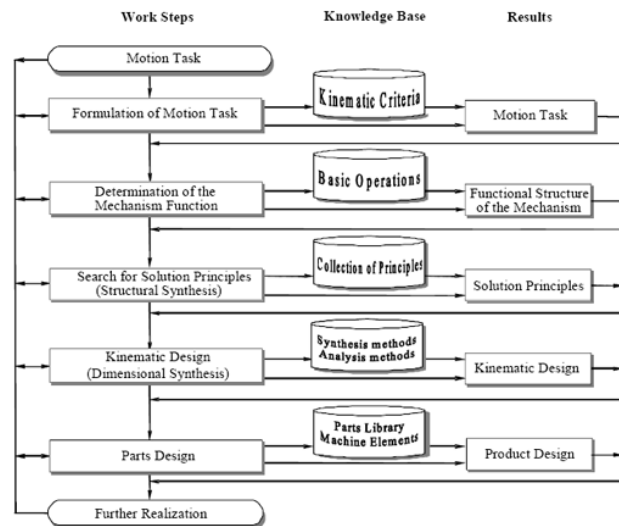 Work Steps
Knowledge Base
Results
Motion Task
Formulation of Motion Task
Kinematic Criteria
Motion Task
Determination of the
Mechanism Function
Basic Operations
Functional Structure
of the Mechanism
Search for Solution Principles
(Structural Synthesis)
Collection of Principles
Solution Principles
Kinematic Design
(Dimensional Synthesis)
Synthesis methods
Analysis methods
Kinematic Design
Parts Design
Parts Library
Machine Elements
Product Design
Further Realization